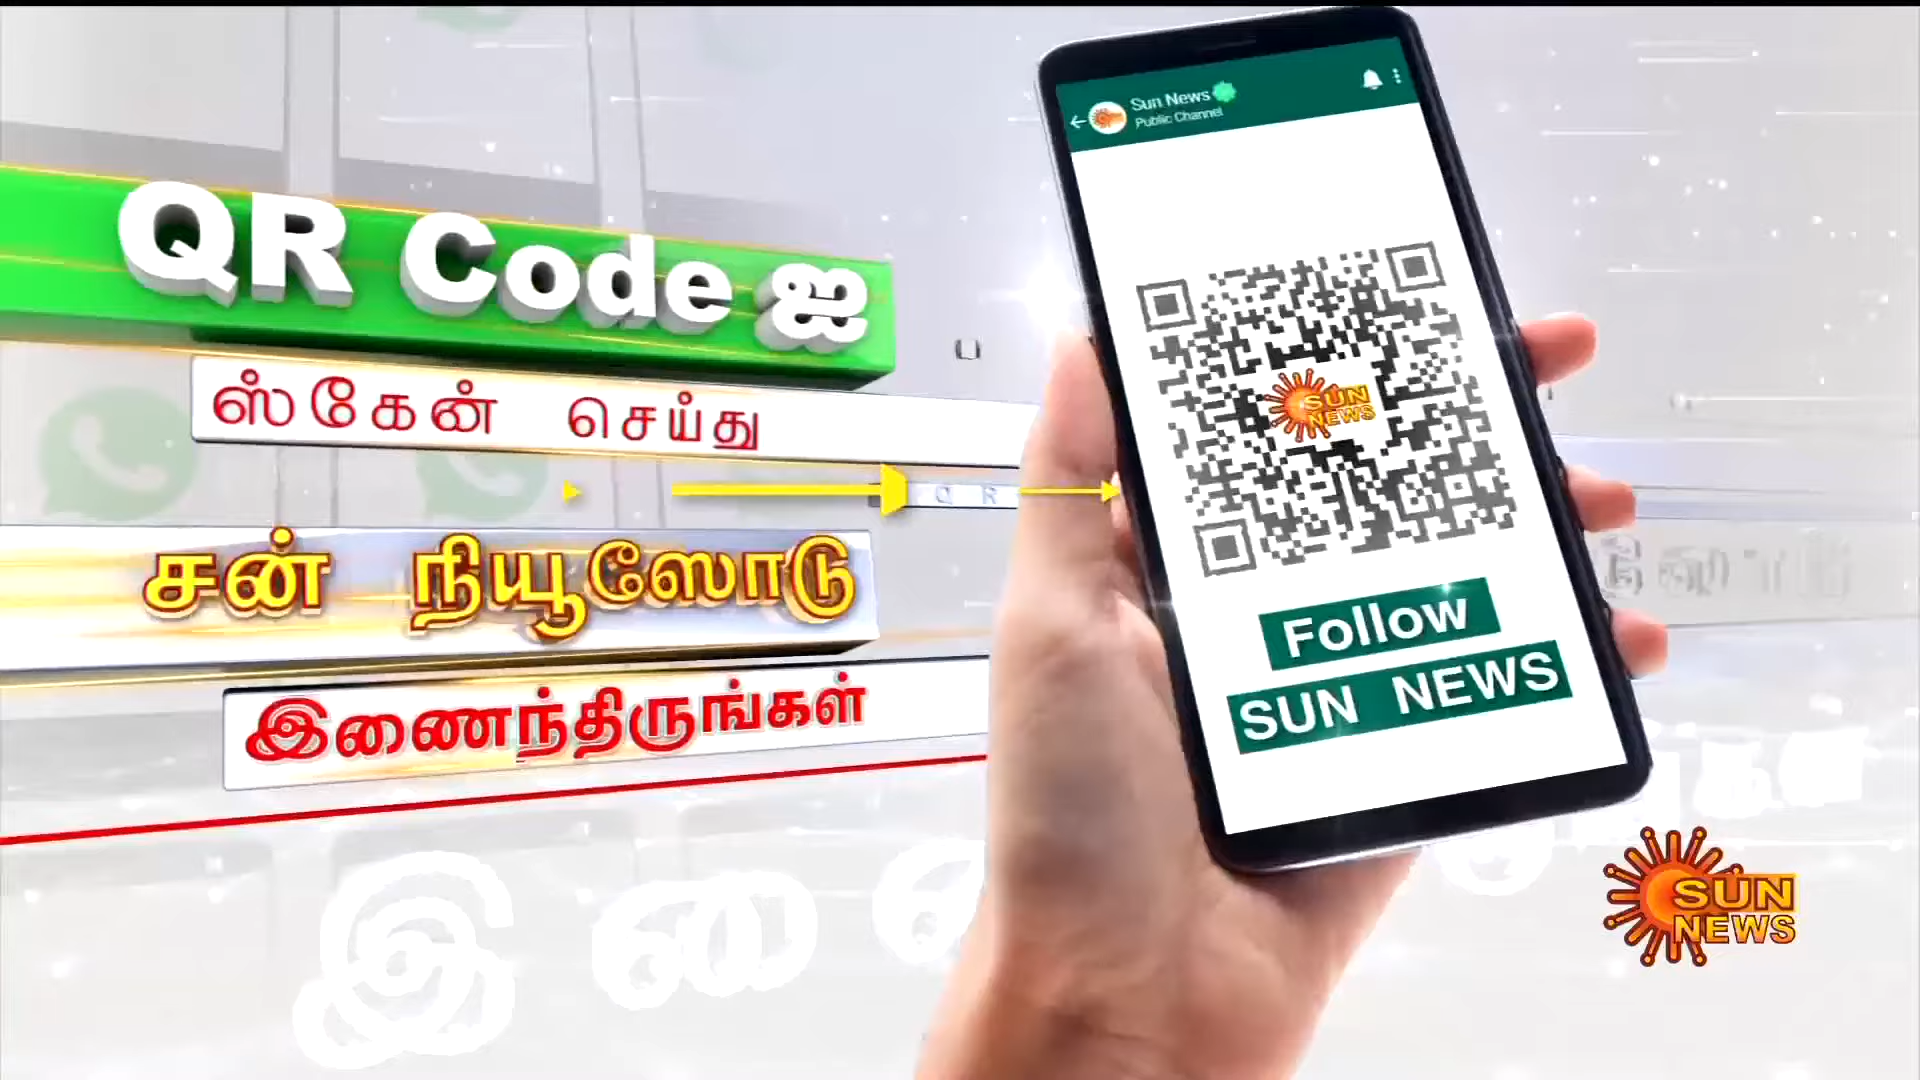 QR Code ஐ
ஸ்கேன் செய்து
Q R
சன் நியூஸோடு
இணைந்திருங்கள்
Sun News
Public Channel
SUN
NEWS
Follow
SUN NEWS
SUN
NEWS